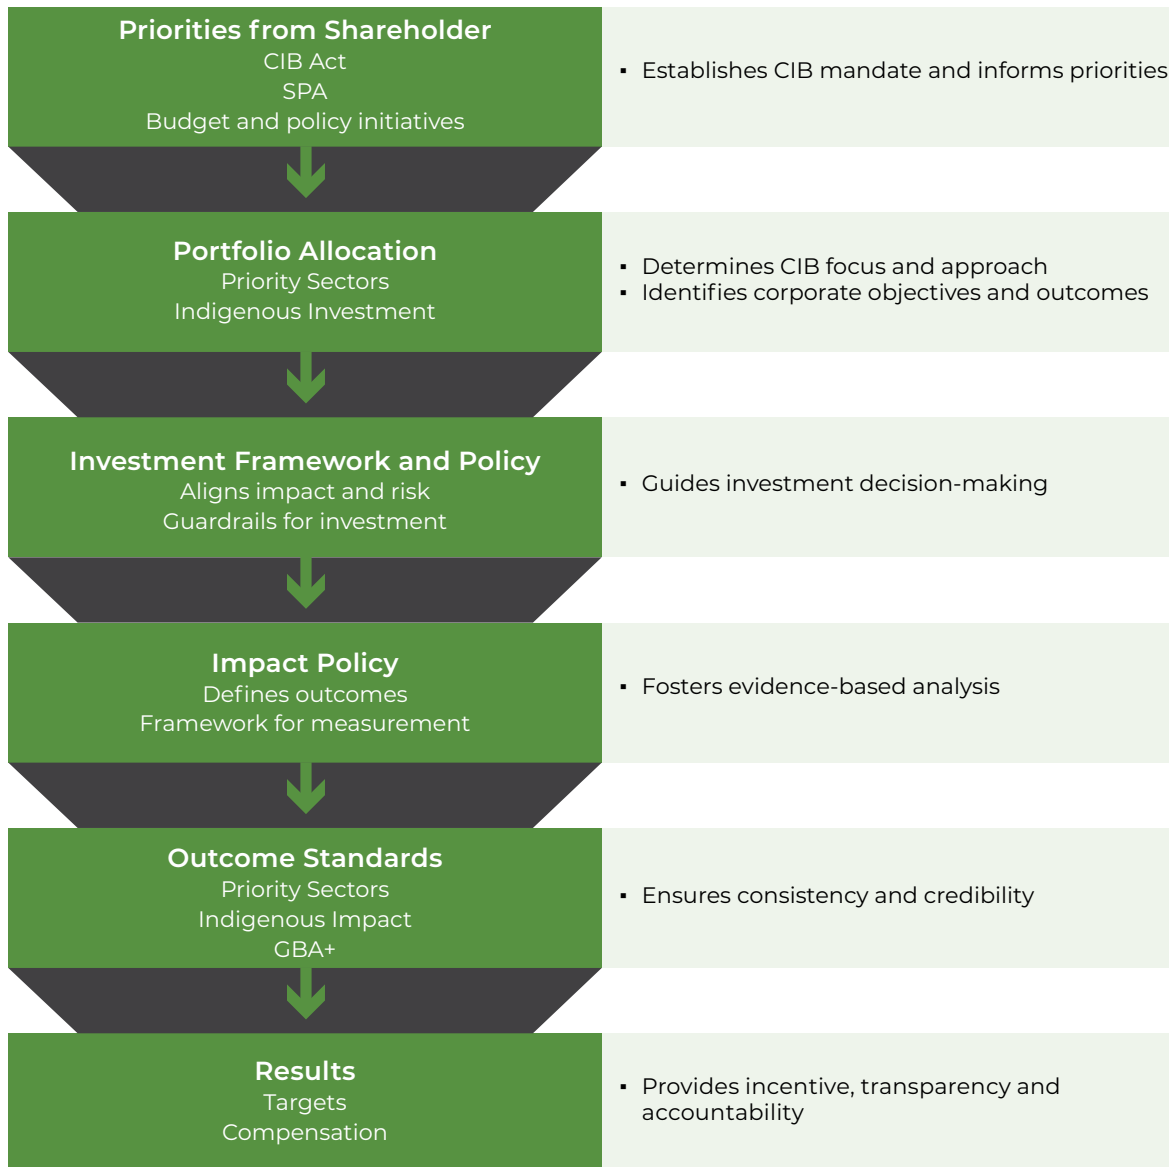 Priorities from Shareholder
CIB Act
SPA
Budget and policy initiatives
▪ Establishes CIB mandate and informs priorities
Portfolio Allocation
Priority Sectors
Indigenous Investment
▪ Determines CIB focus and approach
▪ Identifies corporate objectives and outcomes
Investment Framework and Policy
Aligns impact and risk
Guardrails for investment
▪ Guides investment decision-making
Impact Policy
Defines outcomes
Framework for measurement
▪ Fosters evidence-based analysis
Outcome Standards
Priority Sectors
Indigenous Impact
GBA+
▪ Ensures consistency and credibility
Results
Targets
Compensation
▪ Provides incentive, transparency and
accountability